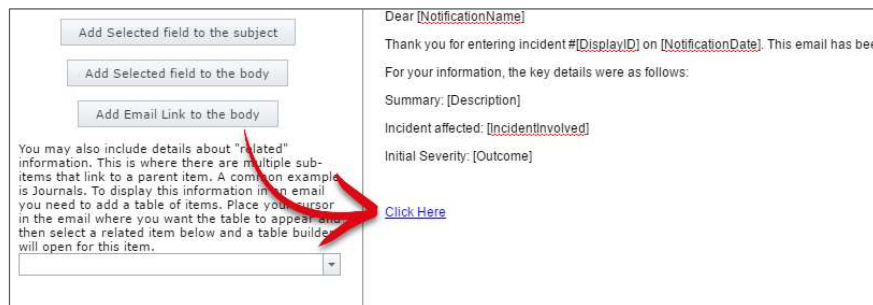 Add Selected field to the subject
Add Selected field to the body
Add Email Link to the body
You may also include details about "related"
information. This is where there are multiple sub-
items that link to a parent item. A common example
is Journals. To display this information in an email
you need to add a table of items. Place your cursor
in the email where you want the table to appear and
then select a related item below and a table builder
will open for this item.
Dear [NotificationName]
Thank you for entering incident #[DisplayID] on [NotificationDate]. This email has
For your information, the key details were as follows:
Summary: [Description]
Incident affected: [IncidentInvolved]
Initial Severity: [Outcome]
Click Here